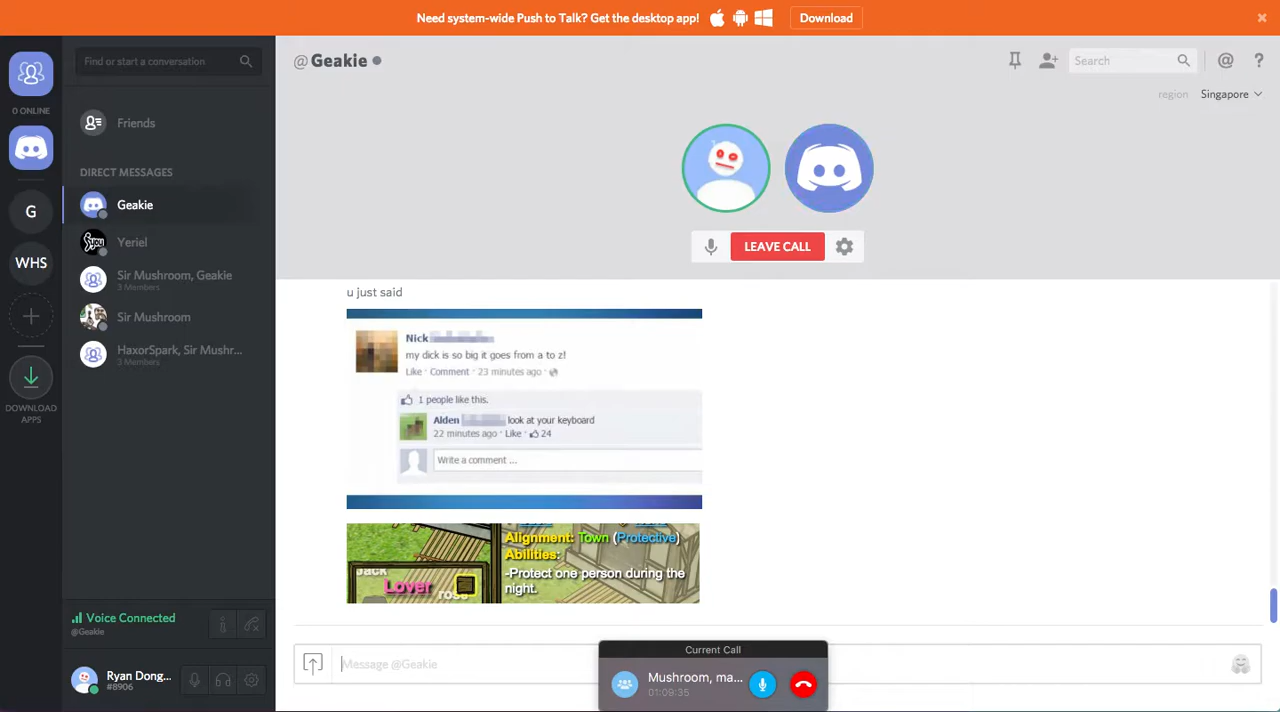 Need system-wide Push to Talk? Get the desktop app!
Download
Find or start a conversation
@Geakie
Search
@
?
region Singapore
0 ONLINE
Friends
DIRECT MESSAGES
Geakie
G
Yeriel
WHS
Sir Mushroom, Geakie
3 Members
Sir Mushroom
HaxorSpark, Sir Mushr...
3 Members
DOWNLOAD
APPS
LEAVE CALL
u just said
Nick
my dick is so big it goes from a to z!
Like · Comment · 23 minutes ago ·
1 people like this.
Alden look at your keyboard
22 minutes ago · Like · 24
Write a comment ...
Alignment: Town (Protective)
Abilities:
-Protect one person during the
night.
Jack
Lover
rose
Voice Connected
@Geakie
Ryan Dong...
#8906
Message @Geakie
Current Call
Mushroom, ma...
01:09:35